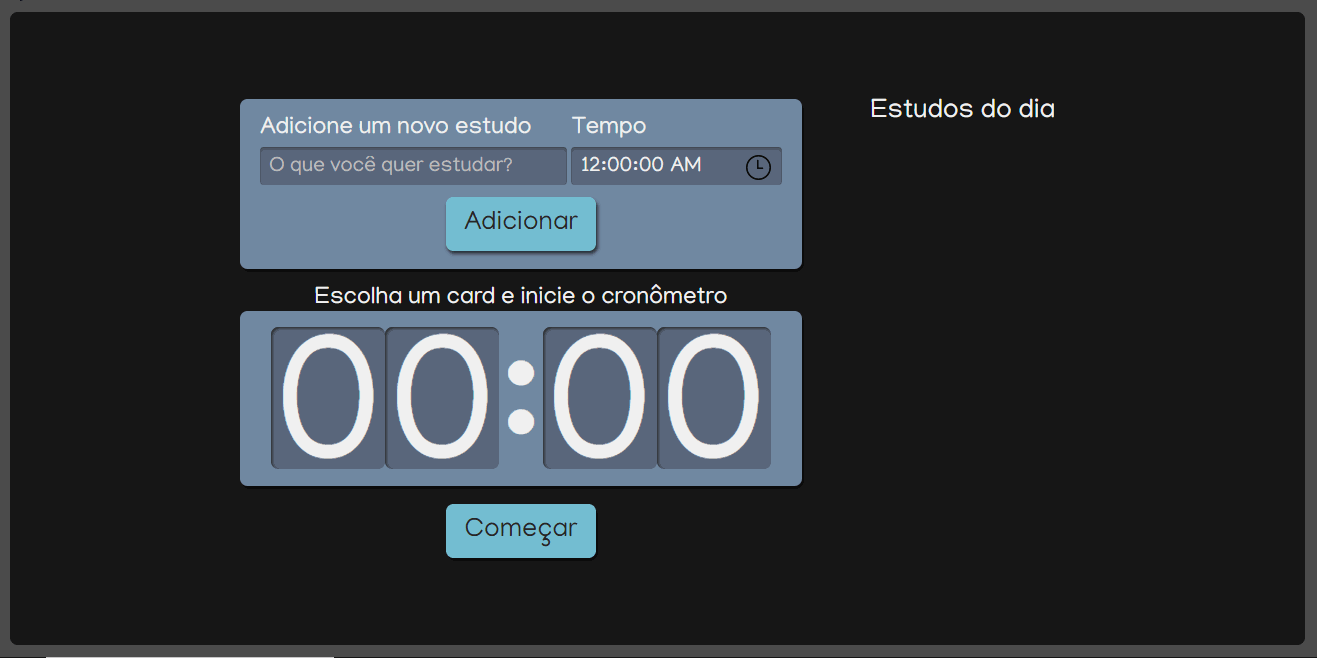 Adicione um novo estudo Tempo
O que você quer estudar? 12:00:00 AM
Adicionar
Escolha um card e inicie o cronômetro
00:00
Começar
Estudos do dia